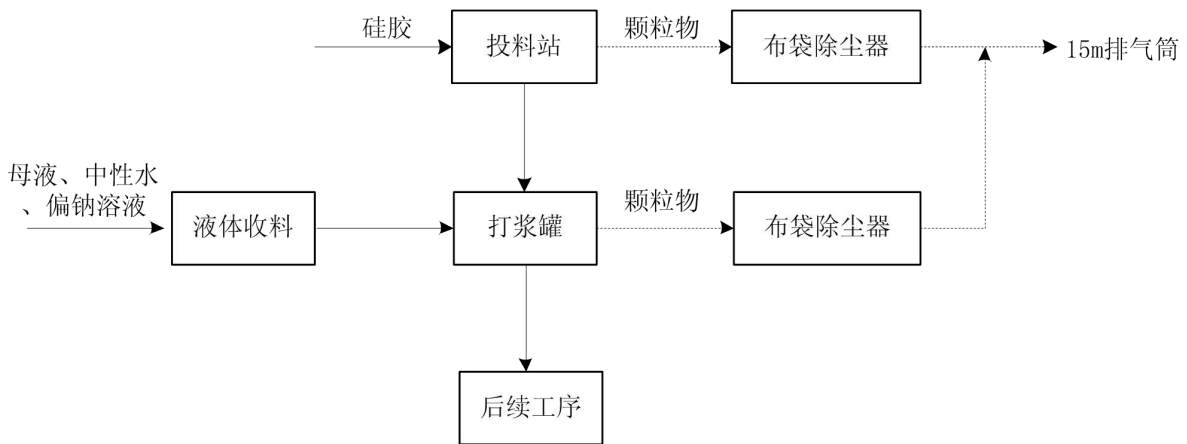 硅胶
投料站
颗粒物
布袋除尘器
15m排气筒
母液、中性水
、偏钠溶液
液体收料
打浆罐
颗粒物
布袋除尘器
后续工序